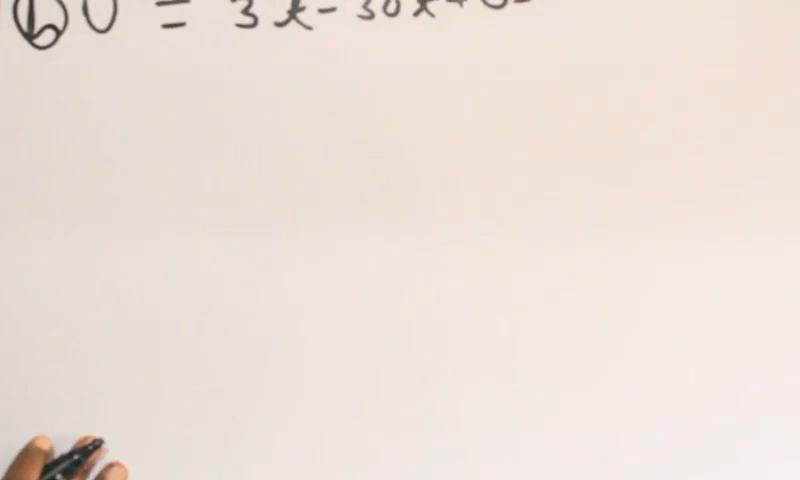 (b) 0 = 3x - 30x +